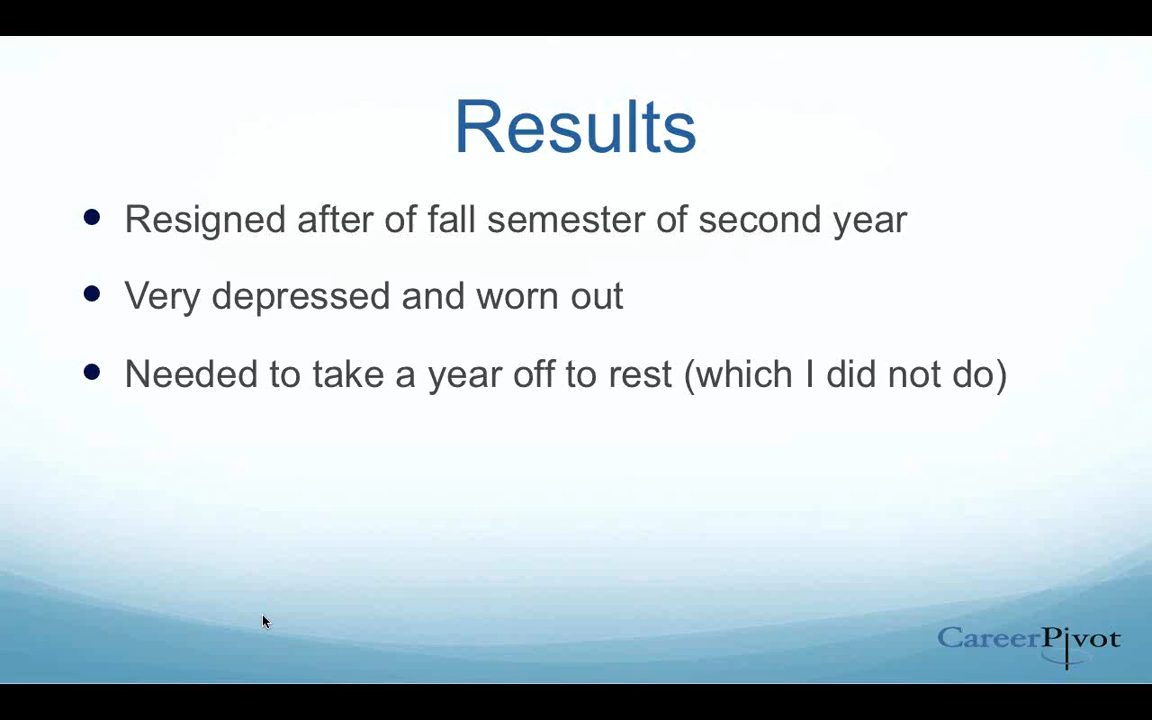 Results
Resigned after of fall semester of second year
Very depressed and worn out
Needed to take a year off to rest (which I did not do)
CareerPivot